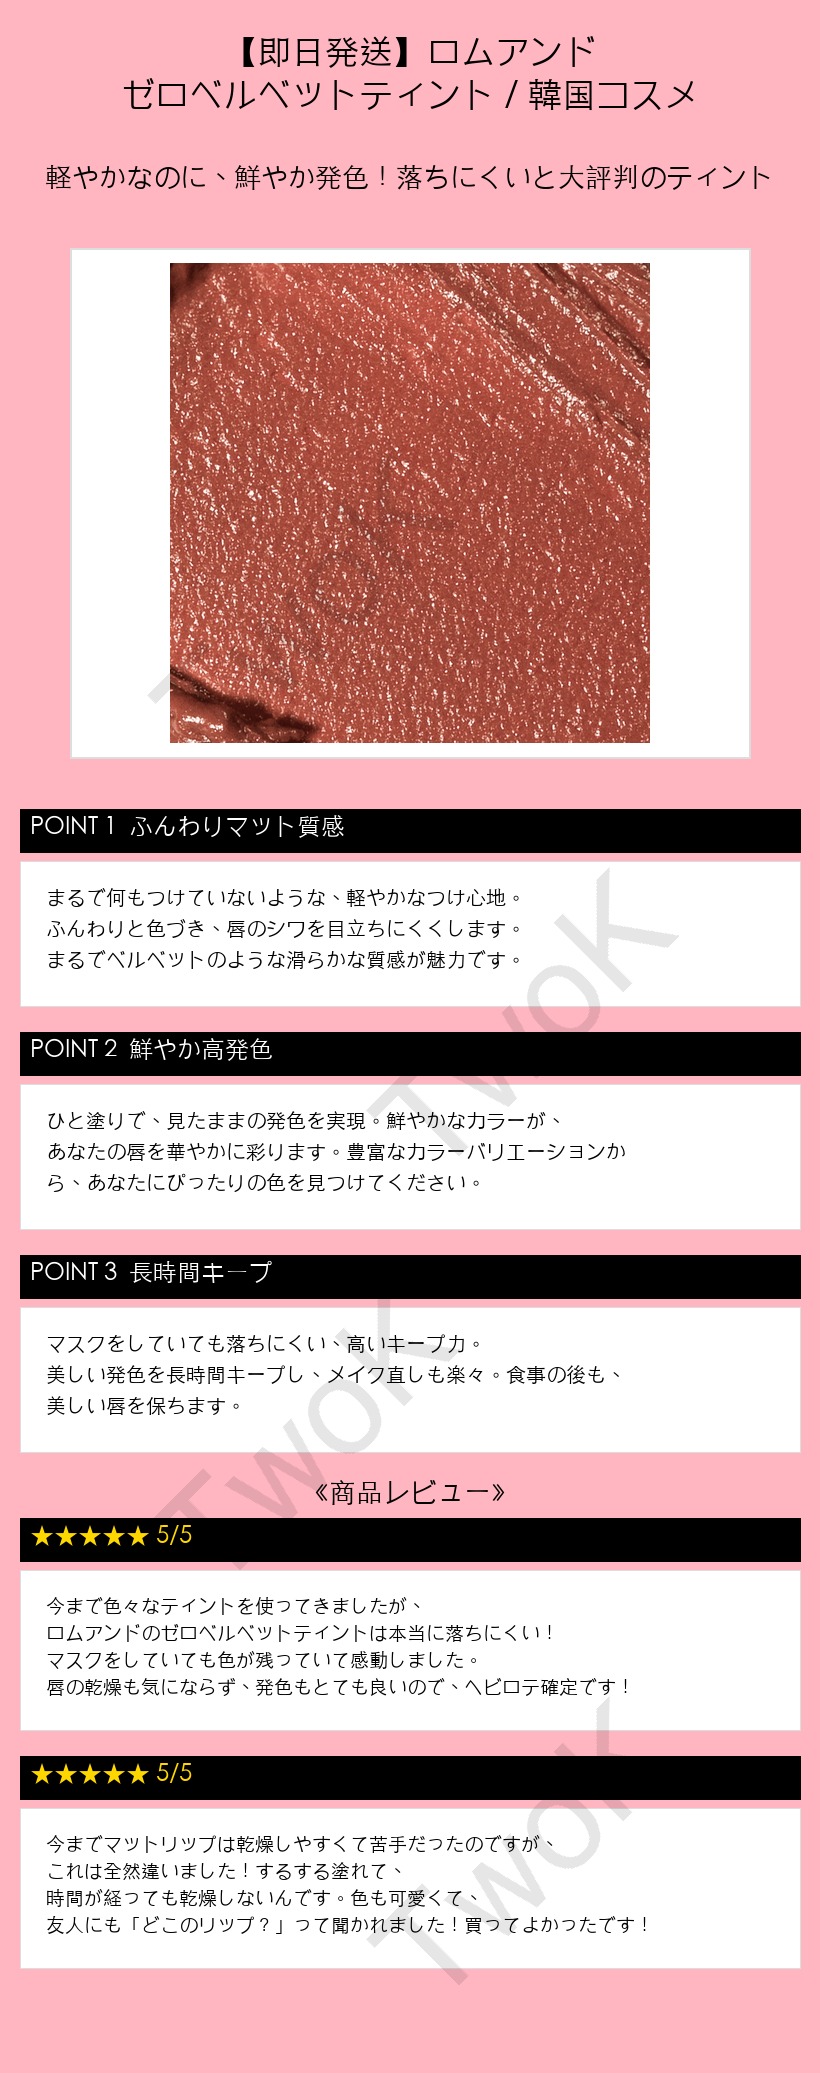 【即日発送】ロムアンド
ゼロベルベットティント / 韓国コスメ
軽やかなのに、鮮やか発色！落ちにくいと大評判のティント
TwoK
POINT 1 ふんわりマット質感
まるで何もつけていないような、軽やかなつけ心地。
ふんわりと色づき、唇のシワを目立ちにくくします。
まるでベルベットのような滑らかな質感が魅力です。
TwoK
POINT 2 鮮やか高発色
ひと塗りで、見たままの発色を実現。鮮やかなカラーが、
あなたの唇を華やかに彩ります。豊富なカラーバリエーションか
ら、あなたにぴったりの色を見つけてください。
POINT 3 長時間キープ
マスクをしていても落ちにくい、高いキープ力。
美しい発色を長時間キープし、メイク直しも楽々。食事の後も、
美しい唇を保ちます。
TwoK
《商品レビュー》
★★★★★ 5/5
今まで色々なティントを使ってきましたが、
ロムアンドのゼロベルベットティントは本当に落ちにくい！
マスクをしていても色が残っていて感動しました。
唇の乾燥も気にならず、発色もとても良いので、ヘビロテ確定です！
★★★★★ 5/5
今までマットリップは乾燥しやすくて苦手だったのですが、
これは全然違いました！するする塗れて、
時間が経っても乾燥しないんです。色も可愛くて、
友人にも「どこのリップ？」って聞かれました！買ってよかったです！
TwoK